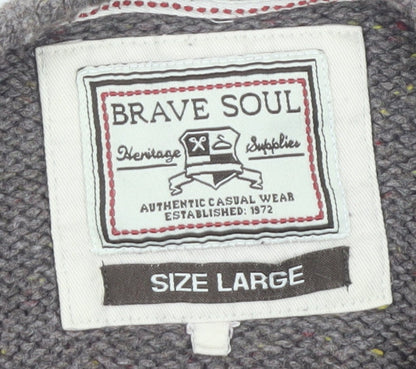 BRAVE SOUL
Heritage Supplies
AUTHENTIC CASUAL WEAR
ESTABLISHED: 1972
SIZE LARGE